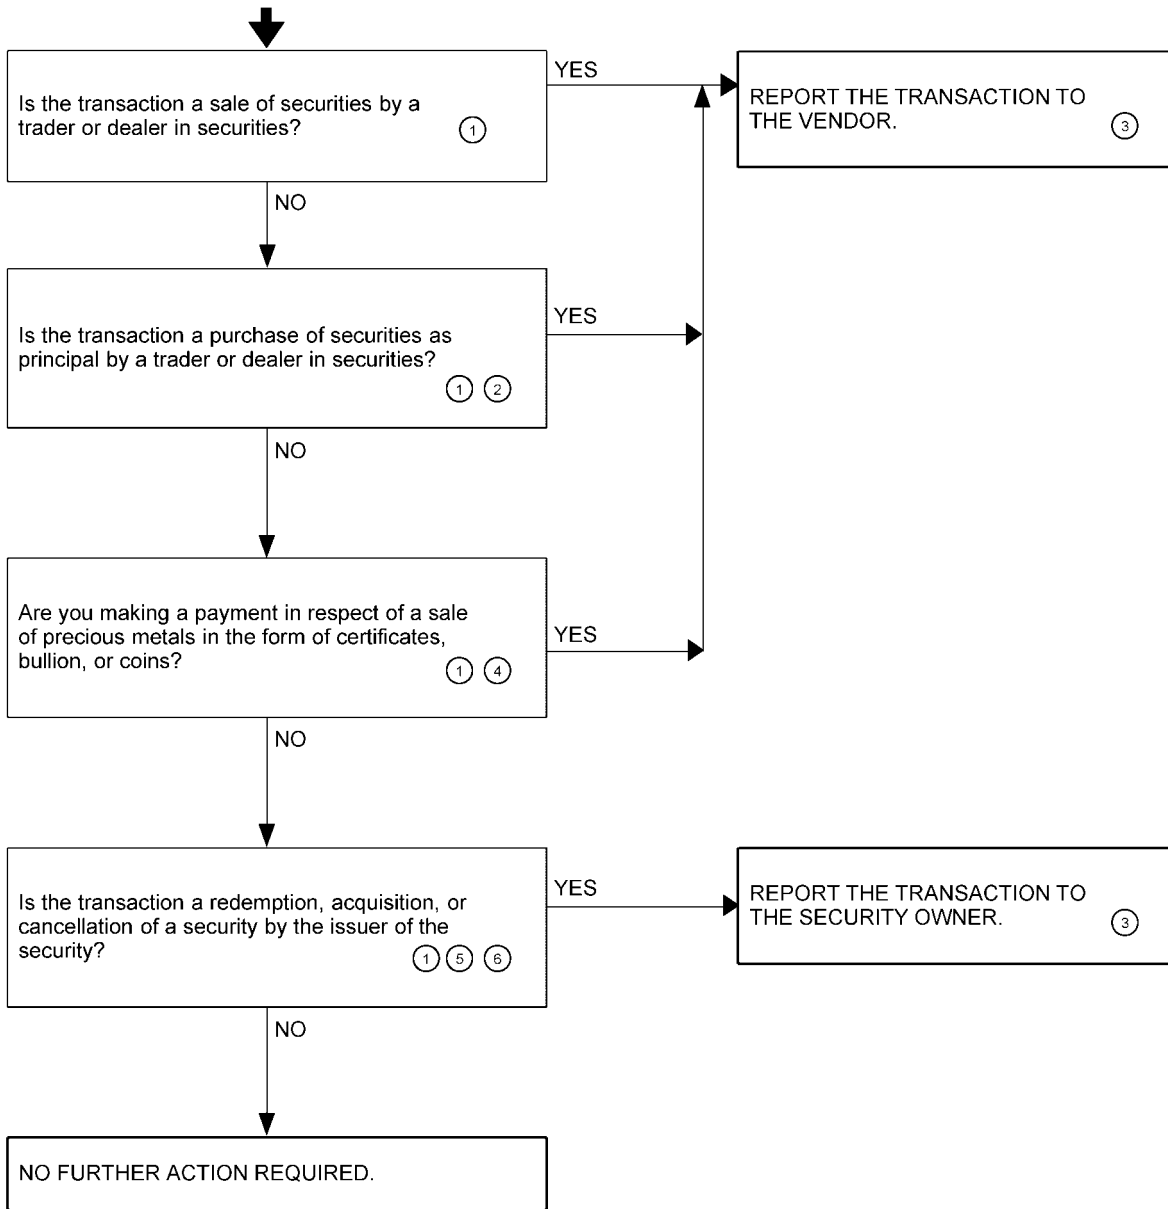 Is the transaction a sale of securities by a
trader or dealer in securities?
1
YES
REPORT THE TRANSACTION TO
THE VENDOR.
3
NO
Is the transaction a purchase of securities as
principal by a trader or dealer in securities?
1 2
YES
NO
Are you making a payment in respect of a sale
of precious metals in the form of certificates,
bullion, or coins?
1 4
YES
NO
Is the transaction a redemption, acquisition, or
cancellation of a security by the issuer of the
security?
1 5 6
YES
REPORT THE TRANSACTION TO
THE SECURITY OWNER.
3
NO
NO FURTHER ACTION REQUIRED.